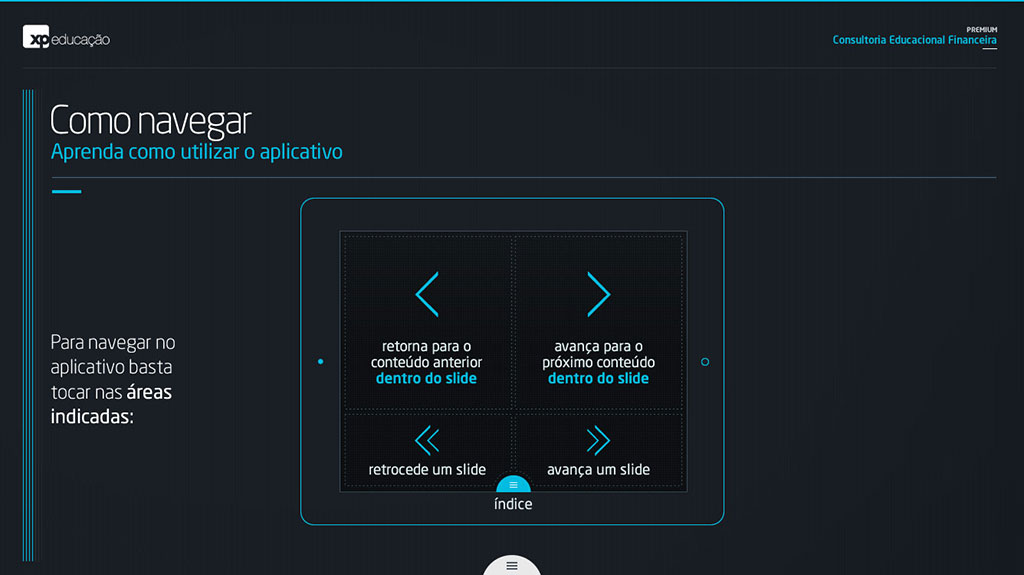 xpeducação
PREMIUM
Consultoria Educacional Financeira
Como navegar
Aprenda como utilizar o aplicativo
Para navegar no
aplicativo basta
tocar nas áreas
indicadas:
retorna para o
conteúdo anterior
dentro do slide
avança para o
próximo conteúdo
dentro do slide
retrocede um slide
avança um slide
índice